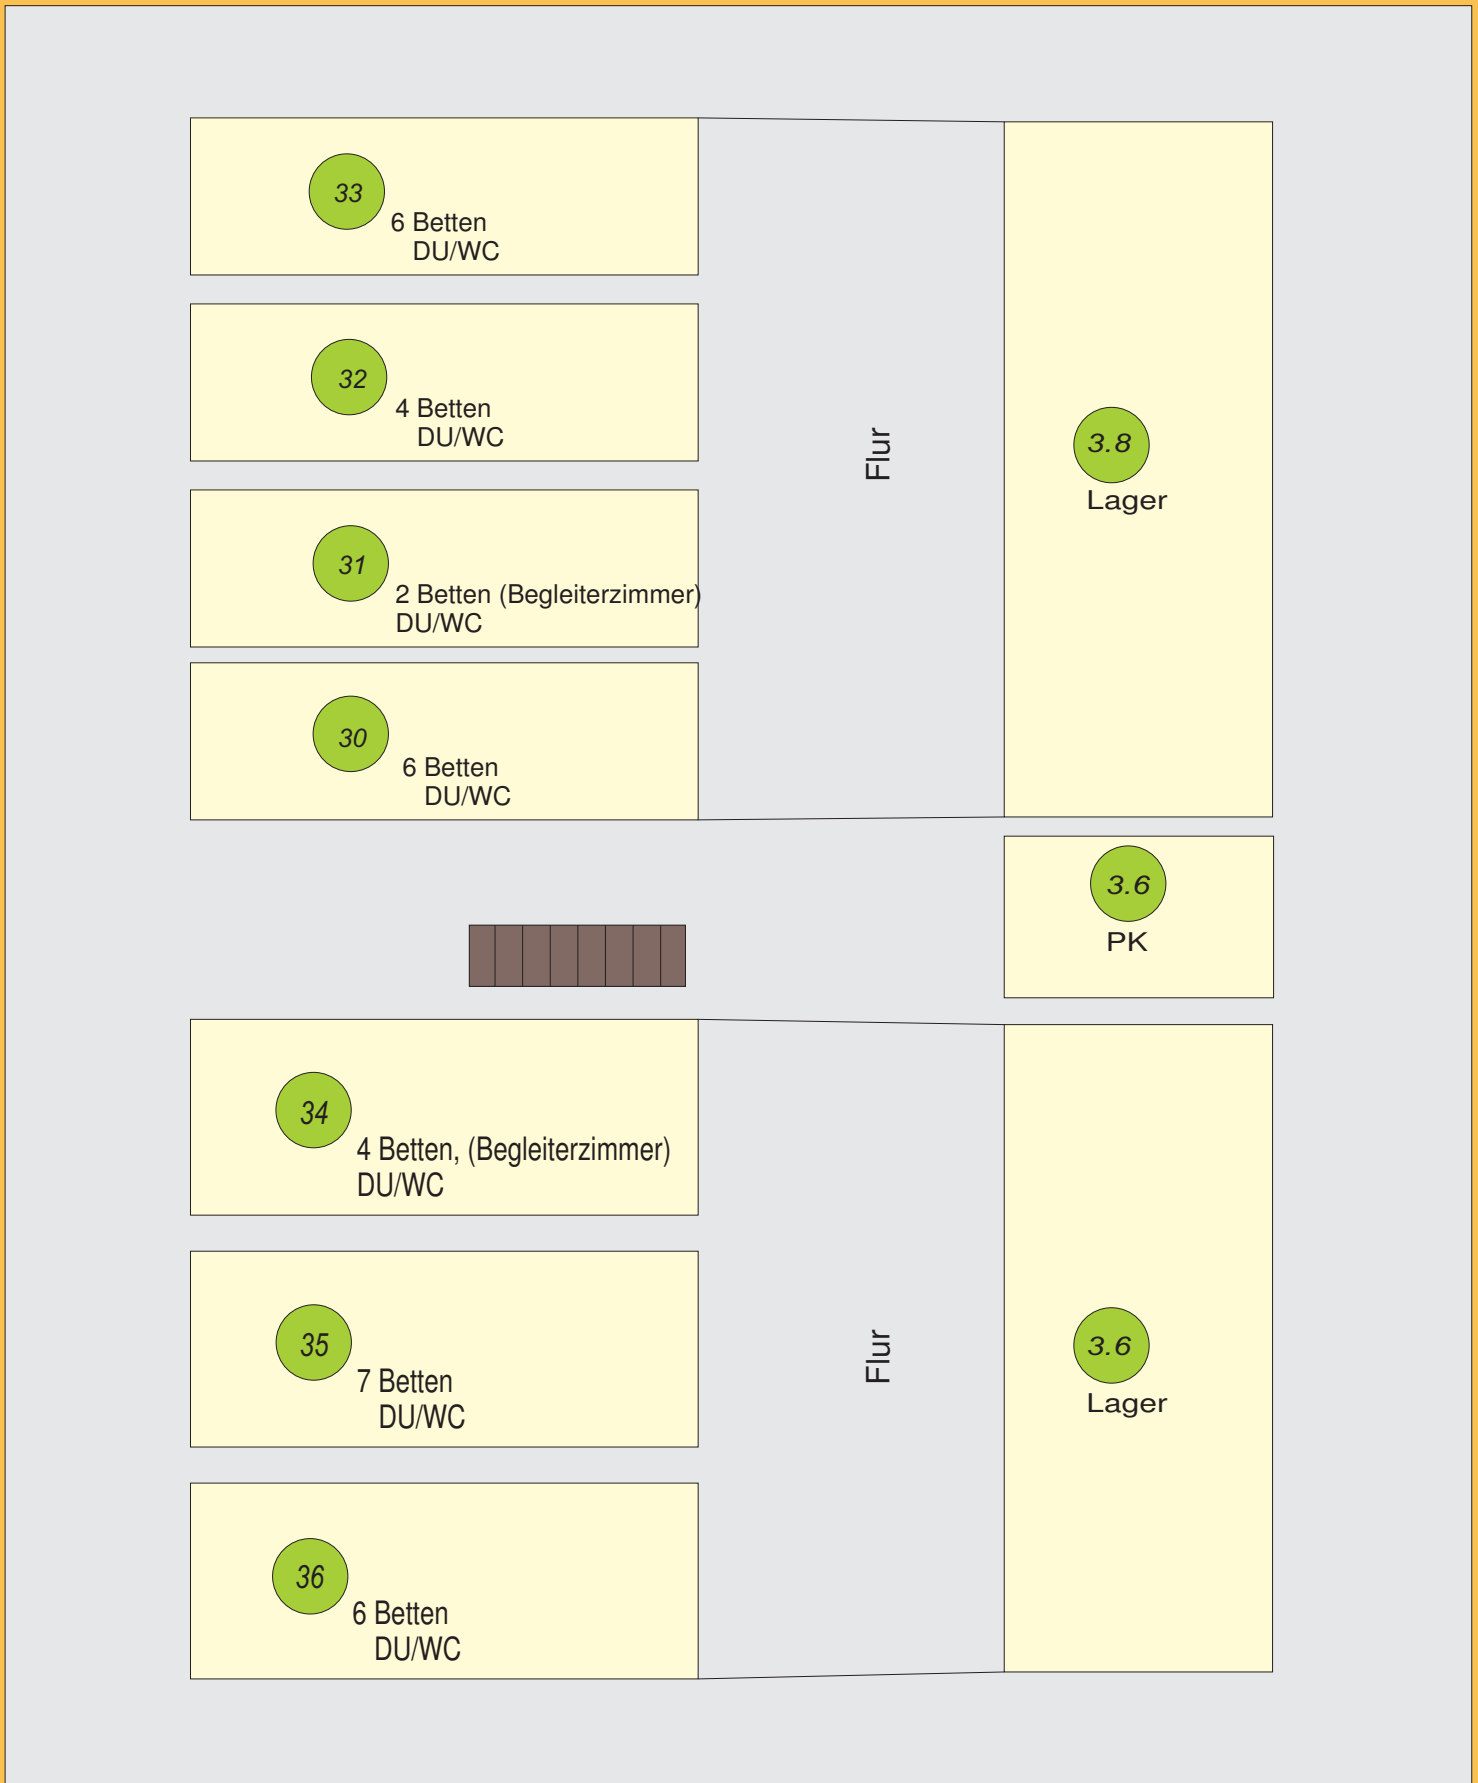 33
6 Betten
DU/WC
32
4 Betten
DU/WC
31
2 Betten (Begleiterzimmer)
DU/WC
30
6 Betten
DU/WC
Flur
3.8
Lager
3.6
PK
34
4 Betten, (Begleiterzimmer)
DU/WC
35
7 Betten
DU/WC
36
6 Betten
DU/WC
Flur
3.6
Lager